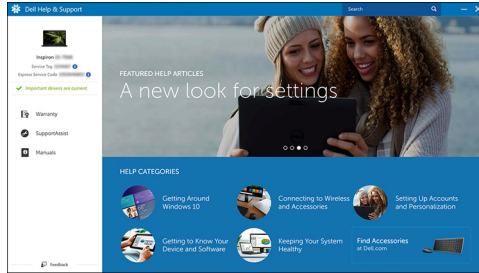 Dell Help & Support
Search
Inspiron
Service Tag
Express Service Code
Important drivers are current
Warranty
SupportAssist
Manuals
Feedback
FEATURED HELP ARTICLES
A new look for settings
HELP CATEGORIES
Getting Around
Windows 10
Connecting to Wireless
and Accessories
Setting Up Accounts
and Personalization
Getting to Know Your
Device and Software
Keeping Your System
Healthy
Find Accessories
at Dell.com